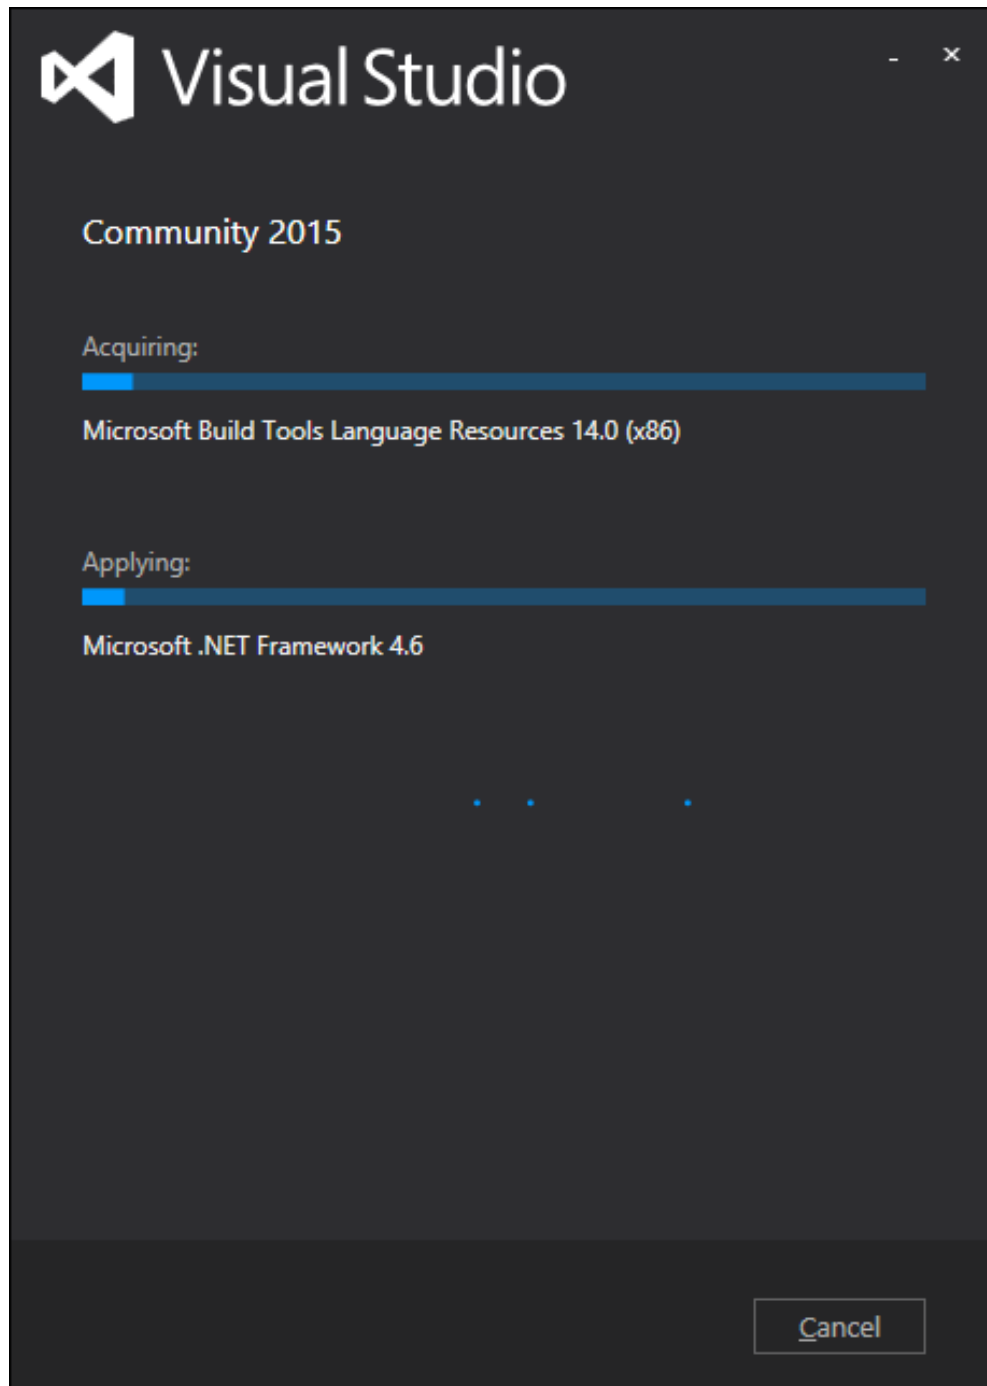 Visual Studio
Community 2015
Acquiring:
Microsoft Build Tools Language Resources 14.0 (x86)
Applying:
Microsoft .NET Framework 4.6
Cancel